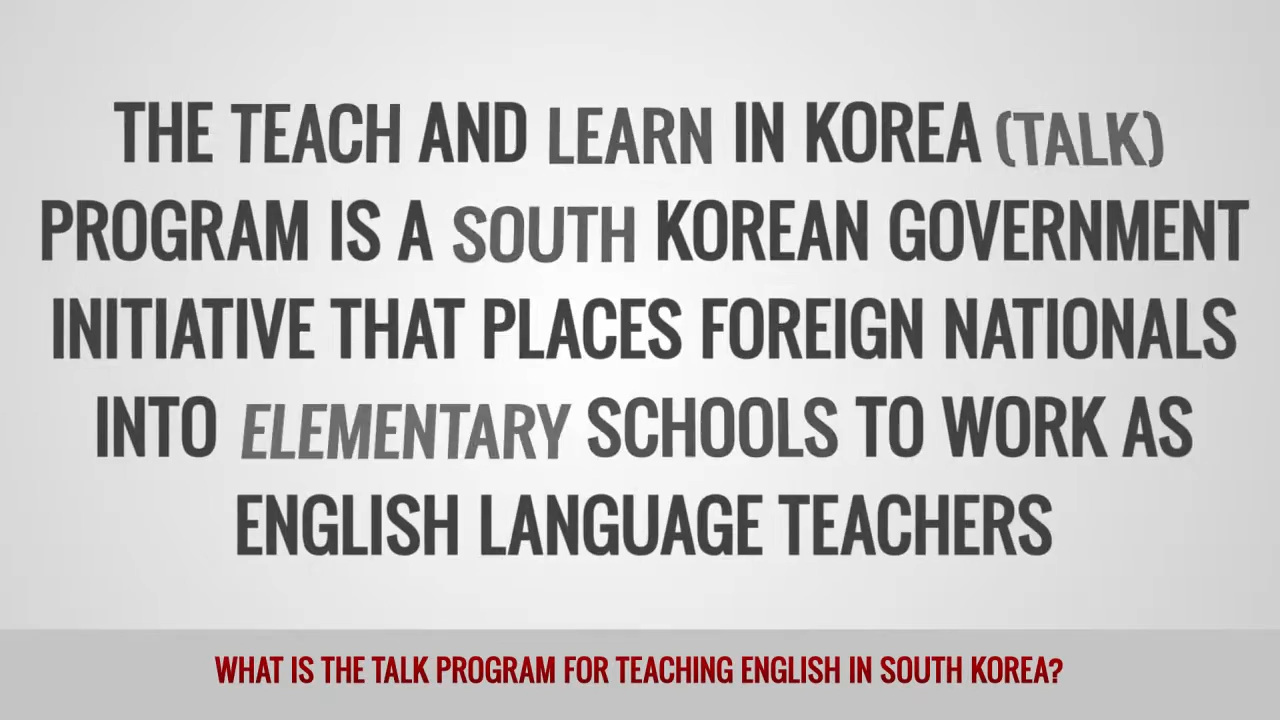 THE TEACH AND LEARN IN KOREA (TALK)
PROGRAM IS A SOUTH KOREAN GOVERNMENT
INITIATIVE THAT PLACES FOREIGN NATIONALS
INTO ELEMENTARY SCHOOLS TO WORK AS
ENGLISH LANGUAGE TEACHERS
WHAT IS THE TALK PROGRAM FOR TEACHING ENGLISH IN SOUTH KOREA?